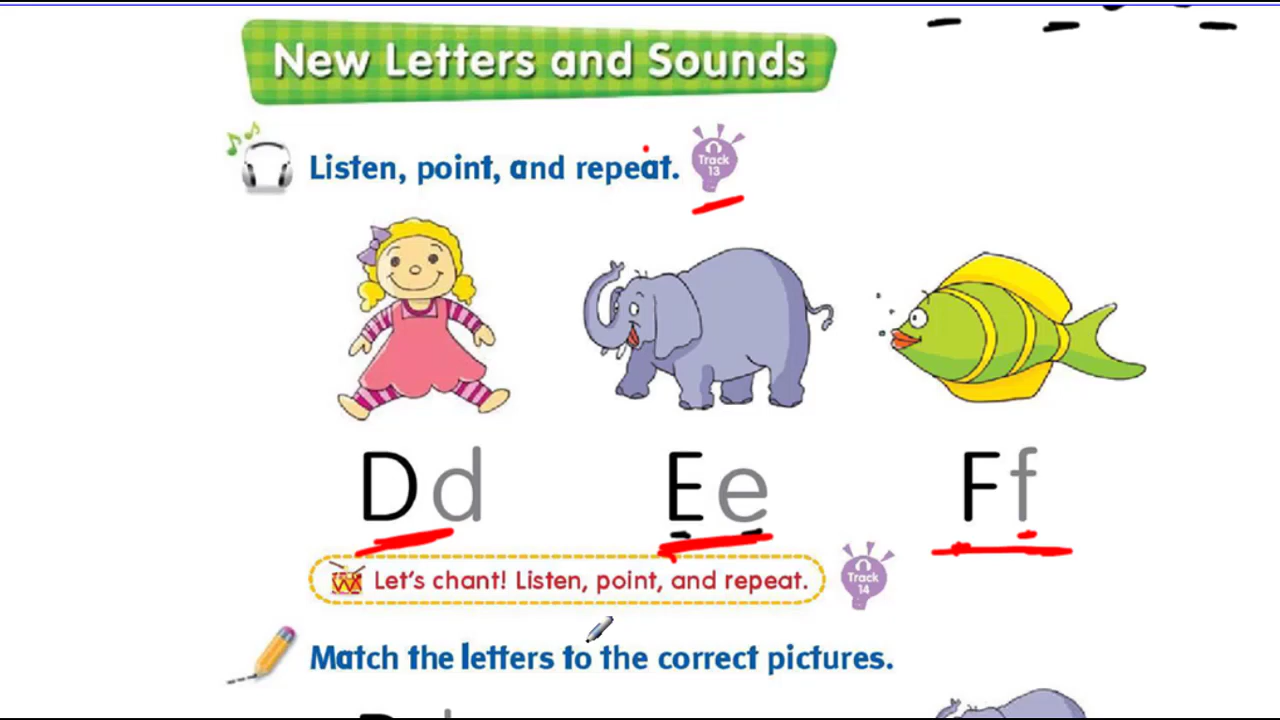 New Letters and Sounds
Listen, point, and repeat.
Track
13
Dd
Ee
Ff
Let's chant! Listen, point, and repeat.
Track
14
Match the letters to the correct pictures.